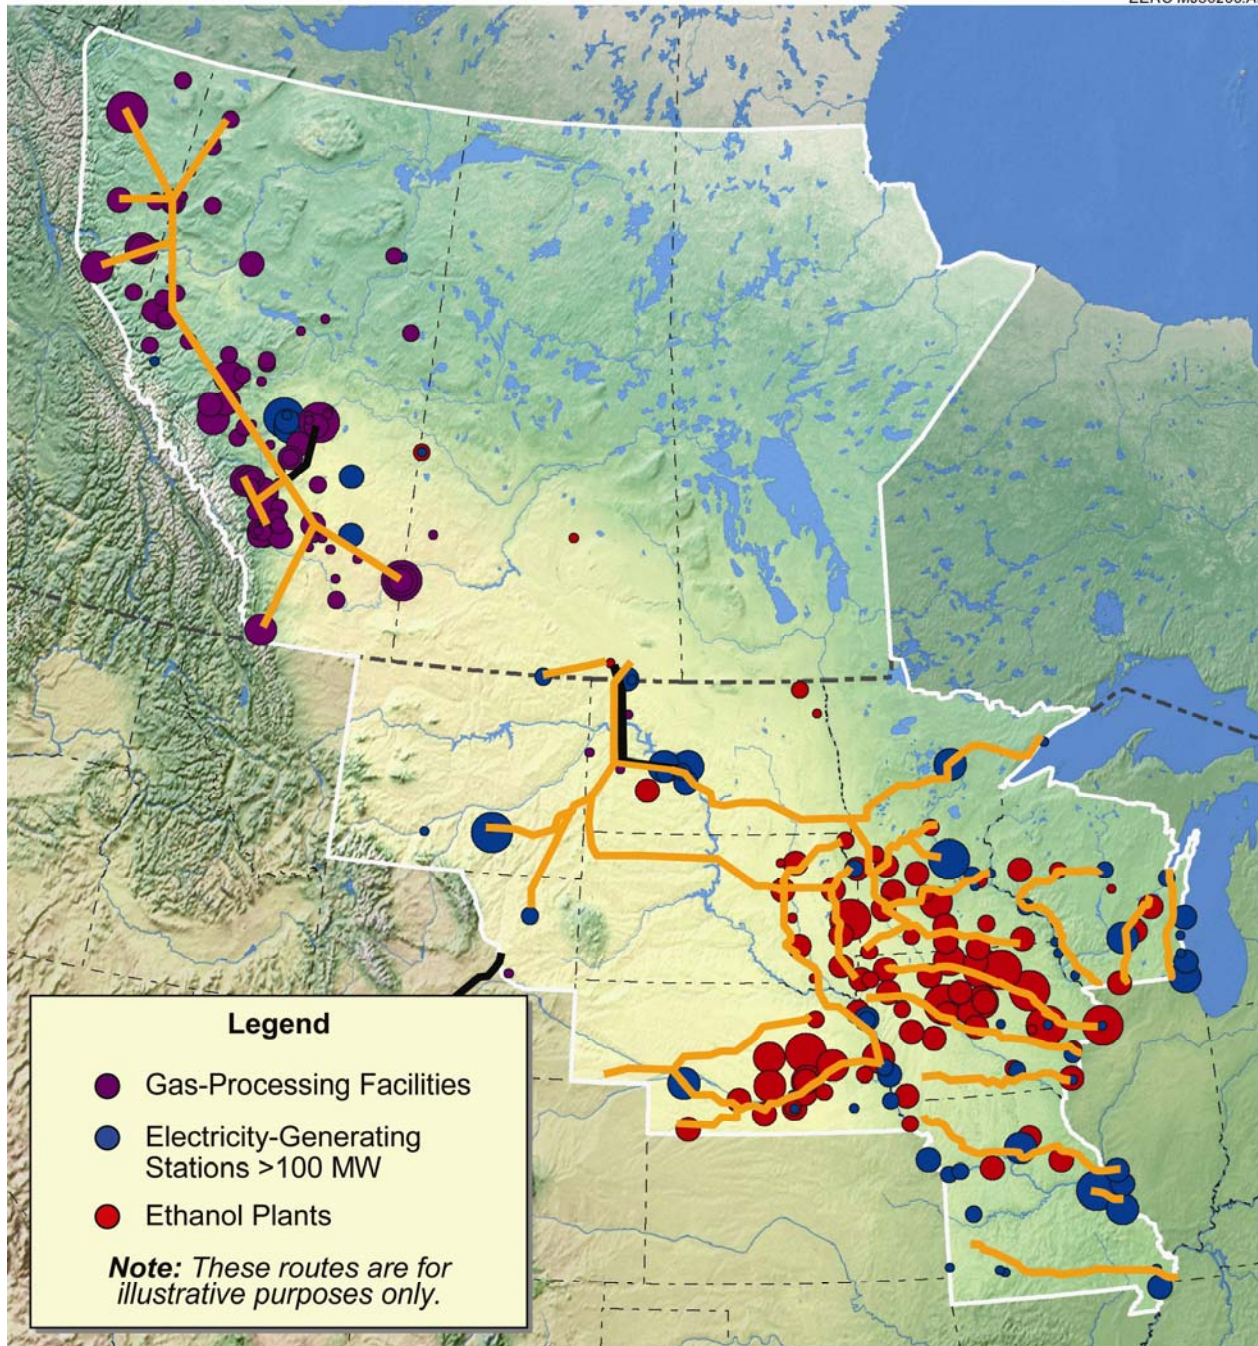 Legend
Gas-Processing Facilities
Electricity-Generating
Stations >100 MW
Ethanol Plants
Note: These routes are for
illustrative purposes only.